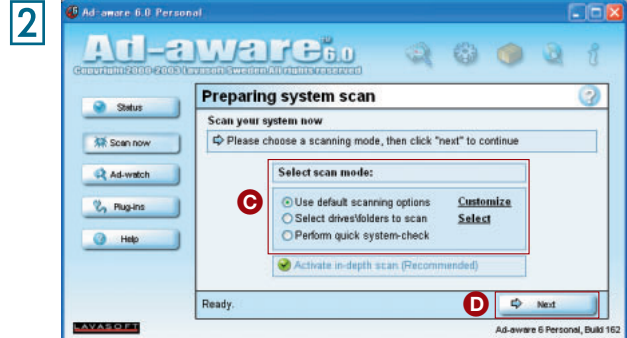 2
Ad-aware 6.0 Personal
Ad-aware 6.0
Copyright 2000-2003 Lavasoft Sweden. All rights reserved
Status
Scan now
Ad-watch
Plug-ins
Help
Preparing system scan
Scan your system now
Please choose a scanning mode, then click "next" to continue
Select scan mode:
C
Use default scanning options Customize
Select drives\folders to scan Select
Perform quick system-check
Activate in-depth scan (Recommended)
Ready.
D
Next
LAVASOFT
Ad-aware 6 Personal, Build 162